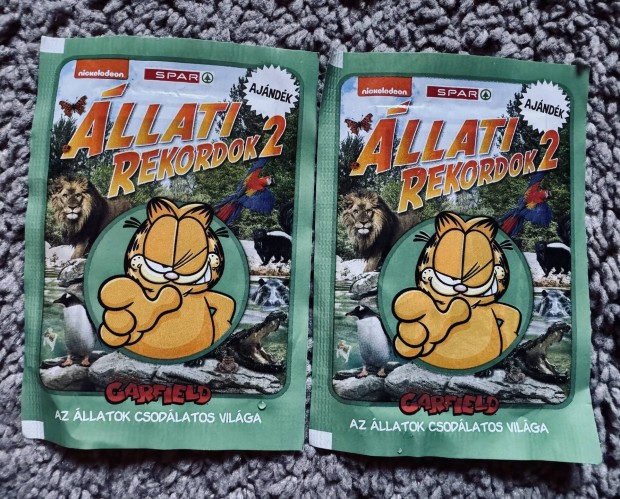 nickelodeon
SPAR
AJÁNDÉK
ÁLLATI
REKORDOK 2
GARFIELD
AZ ÁLLATOK CSODÁLATOS VILÁGA
nickelodeon
SPAR
AJÁNDÉK
ÁLLATI
REKORDOK 2
GARFIELD
AZ ÁLLATOK CSODÁLATOS VILÁGA